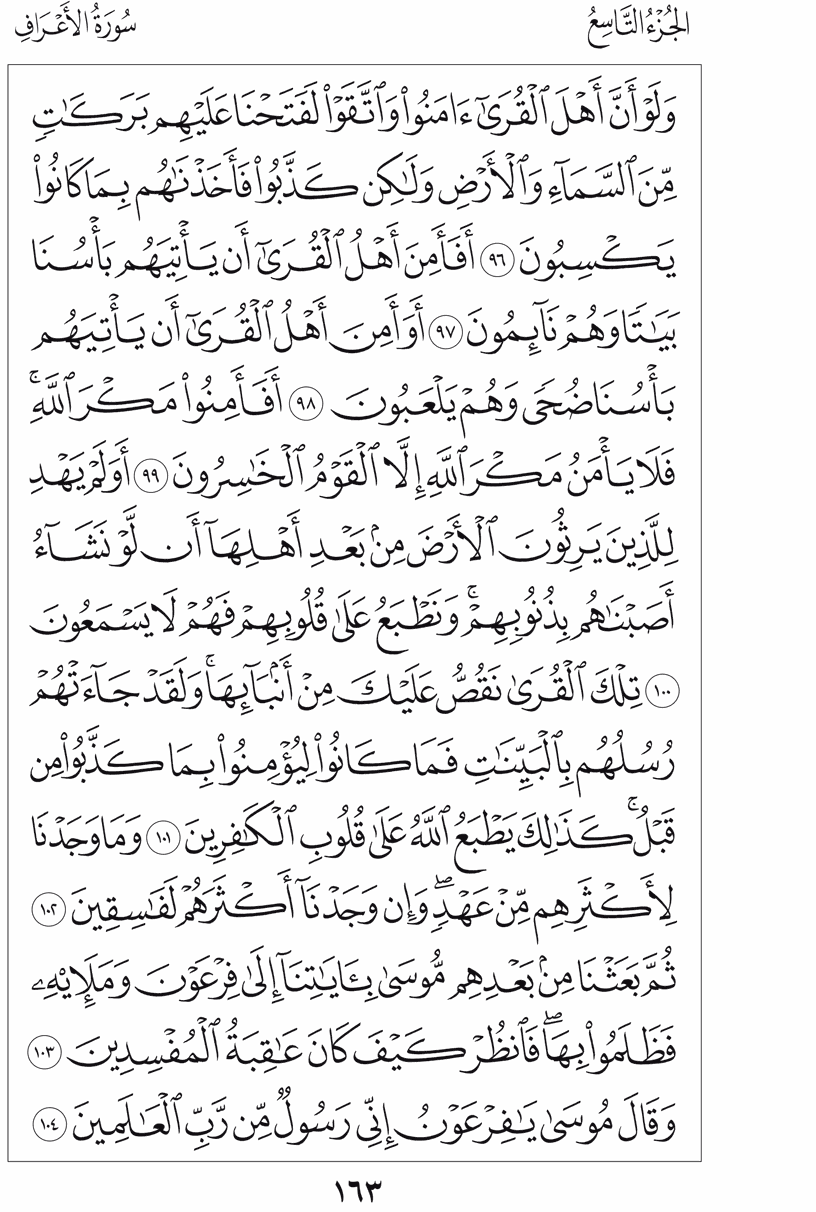 الجُزْءُ التَّاسِعُ
سُورَةُ الأَعْرَافِ
وَلَوْ أَنَّ أَهْلَ ٱلْقُرَىٰٓ ءَامَنُوا۟ وَٱتَّقَوْا۟ لَفَتَحْنَا عَلَيْهِم بَرَكَـٰتٍ
مِّنَ ٱلسَّمَآءِ وَٱلْأَرْضِ وَلَـٰكِن كَذَّبُوا۟ فَأَخَذْنَـٰهُم بِمَا كَانُوا۟
يَكْسِبُونَ ٩٦ أَفَأَمِنَ أَهْلُ ٱلْقُرَىٰٓ أَن يَأْتِيَهُم بَأْسُنَا
بَيَـٰتًا وَهُمْ نَآئِمُونَ ٩٧ أَوَأَمِنَ أَهْلُ ٱلْقُرَىٰٓ أَن يَأْتِيَهُم
بَأْسُنَا ضُحًى وَهُمْ يَلْعَبُونَ ٩٨ أَفَأَمِنُوا۟ مَكْرَ ٱللَّهِ ۚ
فَلَا يَأْمَنُ مَكْرَ ٱللَّهِ إِلَّا ٱلْقَوْمُ ٱلْخَـٰسِرُونَ ٩٩ أَوَلَمْ يَهْدِ
لِلَّذِينَ يَرِثُونَ ٱلْأَرْضَ مِنۢ بَعْدِ أَهْلِهَآ أَن لَّوْ نَشَآءُ
أَصَبْنَـٰهُم بِذُنُوبِهِمْ ۚ وَنَطْبَعُ عَلَىٰ قُلُوبِهِمْ فَهُمْ لَا يَسْمَعُونَ
١٠٠ تِلْكَ ٱلْقُرَىٰ نَقُصُّ عَلَيْكَ مِنْ أَنۢبَآئِهَا ۚ وَلَقَدْ جَآءَتْهُمْ
رُسُلُهُم بِٱلْبَيِّنَـٰتِ فَمَا كَانُوا۟ لِيُؤْمِنُوا۟ بِمَا كَذَّبُوا۟ مِن
قَبْلُ ۚ كَذَٰلِكَ يَطْبَعُ ٱللَّهُ عَلَىٰ قُلُوبِ ٱلْكَـٰفِرِينَ ١٠١ وَمَا وَجَدْنَا
لِأَكْثَرِهِم مِّنْ عَهْدٍ ۖ وَإِن وَجَدْنَآ أَكْثَرَهُمْ لَفَـٰسِقِينَ ١٠٢
ثُمَّ بَعَثْنَا مِنۢ بَعْدِهِم مُّوسَىٰ بِـَٔايَـٰتِنَآ إِلَىٰ فِرْعَوْنَ وَمَلَإِي۟هِۦ
فَظَلَمُوا۟ بِهَا ۖ فَٱنظُرْ كَيْفَ كَانَ عَـٰقِبَةُ ٱلْمُفْسِدِينَ ١٠٣
وَقَالَ مُوسَىٰ يَـٰفِرْعَوْنُ إِنِّى رَسُولٌ مِّن رَّبِّ ٱلْعَـٰلَمِينَ ١٠٤
١٦٣